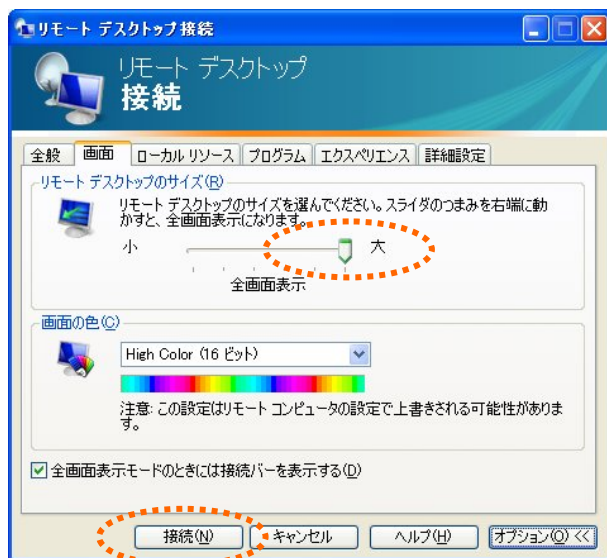 リモート デスクトップ接続
リモート デスクトップ
接続
全般 画面 ローカル リソース プログラム エクスペリエンス 詳細設定
リモート デスクトップのサイズ(R)
リモート デスクトップのサイズを選んでください。スライダのつまみを右端に動
かすと、全画面表示になります。
小 大
全画面表示
画面の色(C)
High Color (16 ビット)
注意: この設定はリモート コンピュータの設定で上書きされる可能性がありま
す。
全画面表示モードのときには接続バーを表示する(D)
接続(N) キャンセル ヘルプ(H) オプション(O) <<